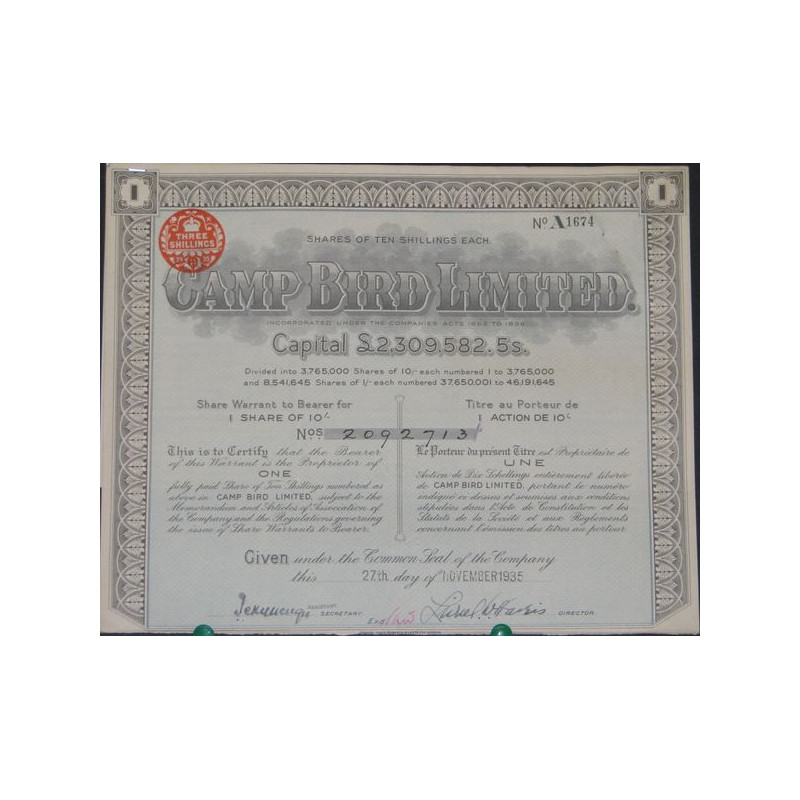 1
1
No A1674
THREE
SHILLINGS
SHARES OF TEN SHILLINGS EACH.
CAMP BIRD LIMITED.
INCORPORATED UNDER THE COMPANIES ACTS 1862 TO 1898
Capital £2,309,582.5s.
Divided into 3,765,000 Shares of 10/- each numbered 1 to 3,765,000
and 8,541,645 Shares of 1/- each numbered 37,650,001 to 46,191,645
Share Warrant to Bearer for
1 SHARE OF 10/-
Titre au Porteur de
1 ACTION DE 10/-
Nos 2092713
This is to Certify that the Bearer
of this Warrant is the Proprietor of
ONE
fully paid Share of Ten Shillings numbered as
above in CAMP BIRD LIMITED, subject to the
Memorandum and Articles of Association of
the Company and the Regulations governing
the issue of Share Warrants to Bearer.
Le Porteur du présent Titre est Propriétaire de
UNE
Action de Dix Schellings entièrement libérée
de CAMP BIRD LIMITED, portant le numéro
indiqué ci dessus et soumises aux conditions
stipulées dans l'Acte de Constitution et les
Statuts de la Société et aux Réglements
concernant l'émission des titres au porteur.
Given under the Common Seal of the Company
this 27th day of NOVEMBER 1935
SECRETARY.
Exd
DIRECTOR.